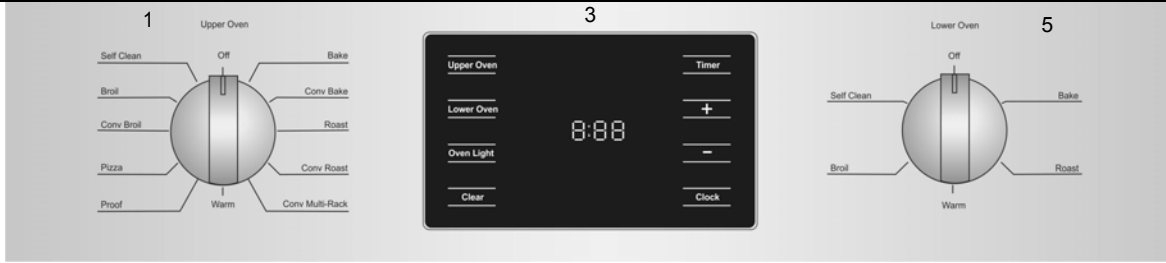 1
Upper Oven
3
Lower Oven
5
Off
Self Clean
Bake
Broil
Conv Bake
Conv Broil
Roast
Pizza
Conv Roast
Proof
Warm
Conv Multi-Rack
Upper Oven
Timer
Lower Oven
+
8:88
Oven Light
-
Clear
Clock
Off
Self Clean
Bake
Broil
Roast
Warm